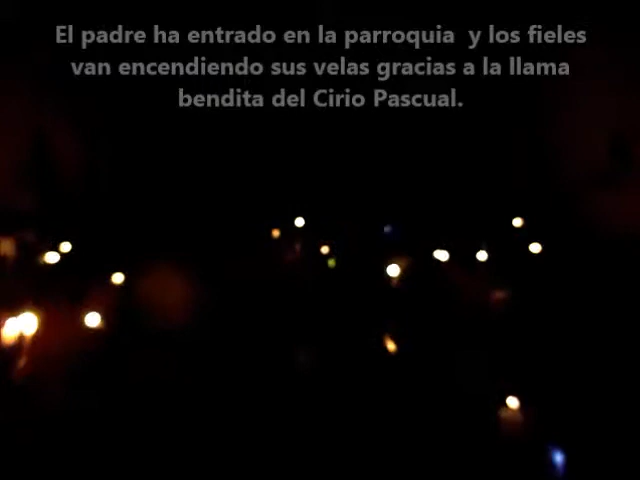 El padre ha entrado en la parroquia y los fieles
van encendiendo sus velas gracias a la llama
bendita del Cirio Pascual.